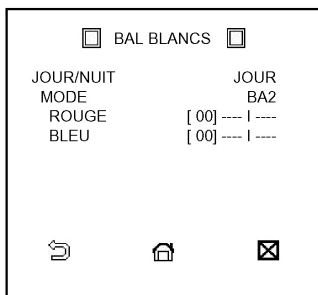 BAL BLANCS
JOUR/NUIT JOUR
MODE BA2
ROUGE [ 00] ---- I ----
BLEU [ 00] ---- I ----